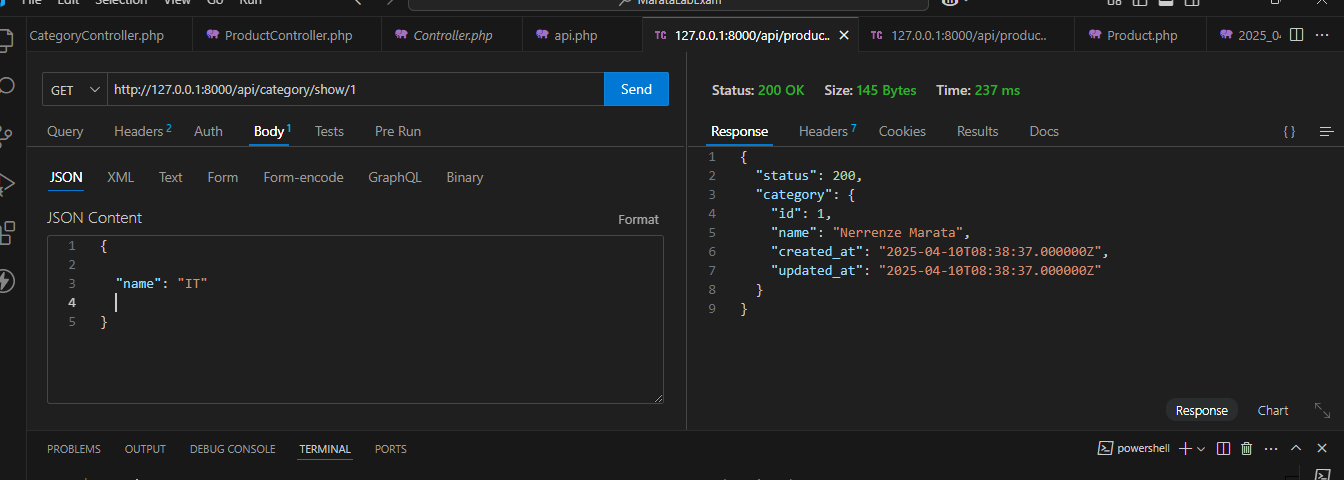 File Edit Selection View Go Run MarataLabExam
CategoryController.php ProductController.php Controller.php api.php TC 127.0.0.1:8000/api/produc.. TC 127.0.0.1:8000/api/produc.. Product.php 2025_04
GET http://127.0.0.1:8000/api/category/show/1 Send
Query Headers 2 Auth Body 1 Tests Pre Run
JSON XML Text Form Form-encode GraphQL Binary
JSON Content Format
1 {
2
3 "name": "IT"
4
5 }
Status: 200 OK Size: 145 Bytes Time: 237 ms
Response Headers 7 Cookies Results Docs { }
1 {
2 "status": 200,
3 "category": {
4 "id": 1,
5 "name": "Nerrenze Marata",
6 "created_at": "2025-04-10T08:38:37.000000Z",
7 "updated_at": "2025-04-10T08:38:37.000000Z"
8 }
9 }
Response Chart
PROBLEMS OUTPUT DEBUG CONSOLE TERMINAL PORTS powershell